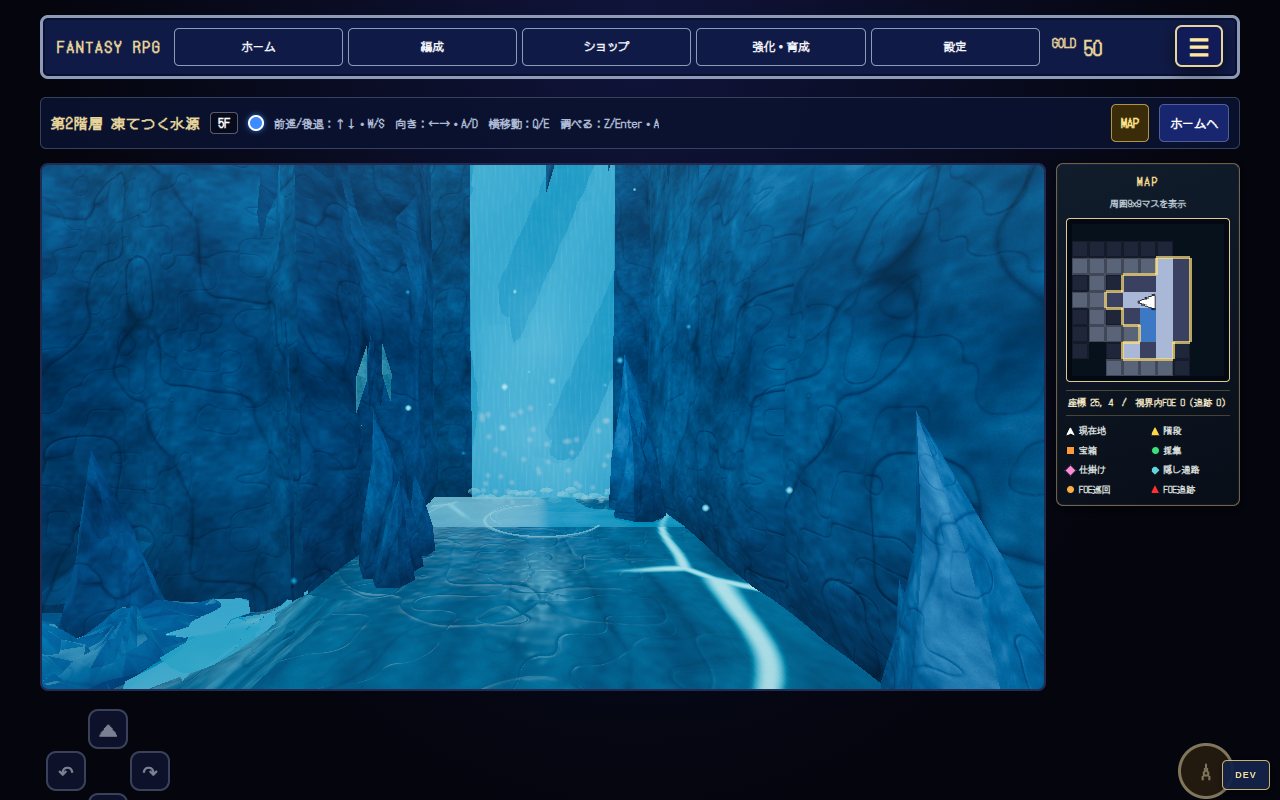 FANTASY RPG
ホーム
編成
ショップ
強化・育成
設定
GOLD 50
第2階層 凍てつく水源
5F
前進/後退：↑↓・W/S 向き：←→・A/D 横移動：Q/E 調べる：Z/Enter・A
MAP
ホームへ
MAP
周囲9x9マスを表示
座標 25, 4 / 視界内FOE 0 (追跡 0)
現在地
階段
宝箱
採集
仕掛け
隠し通路
FOE巡回
FOE追跡
A
DEV